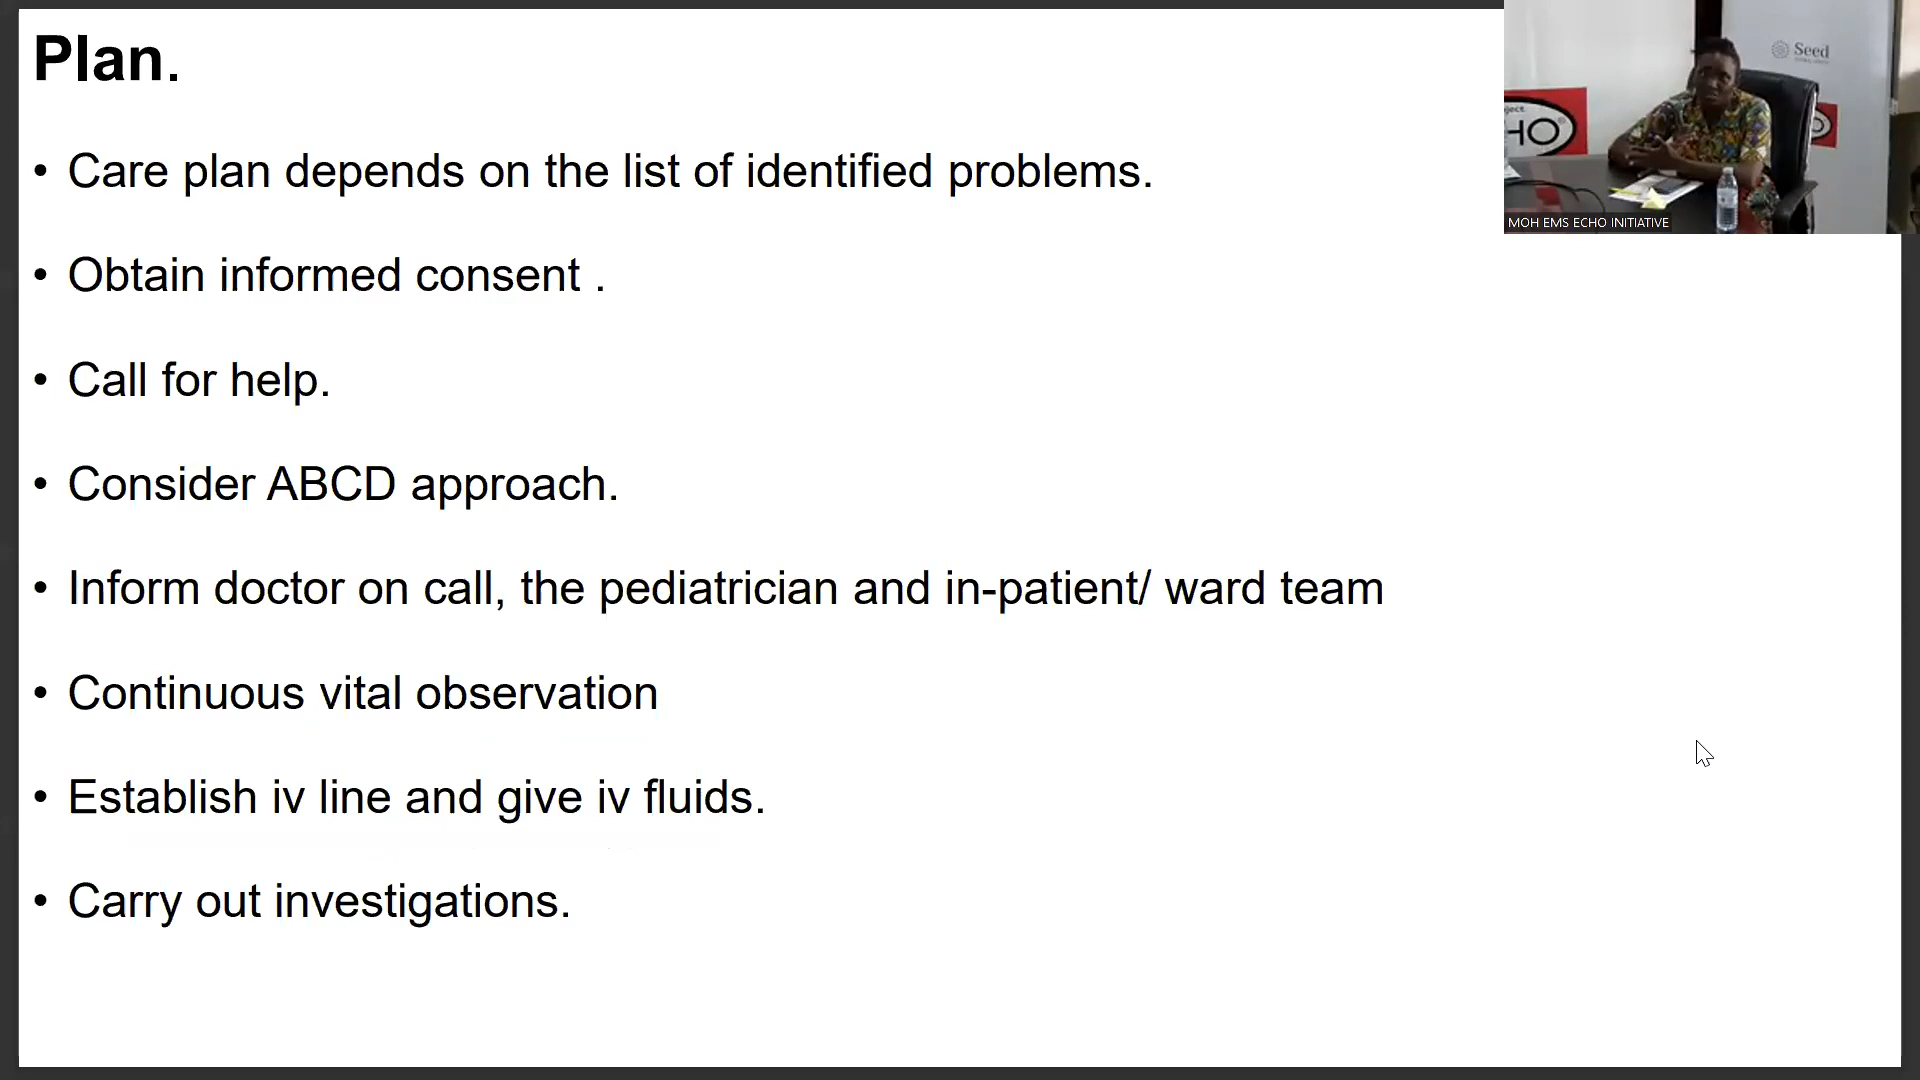 Plan.
• Care plan depends on the list of identified problems.
• Obtain informed consent .
• Call for help.
• Consider ABCD approach.
• Inform doctor on call, the pediatrician and in-patient/ ward team
• Continuous vital observation
• Establish iv line and give iv fluids.
• Carry out investigations.
Seed
HO
MOH EMS ECHO INITIATIVE